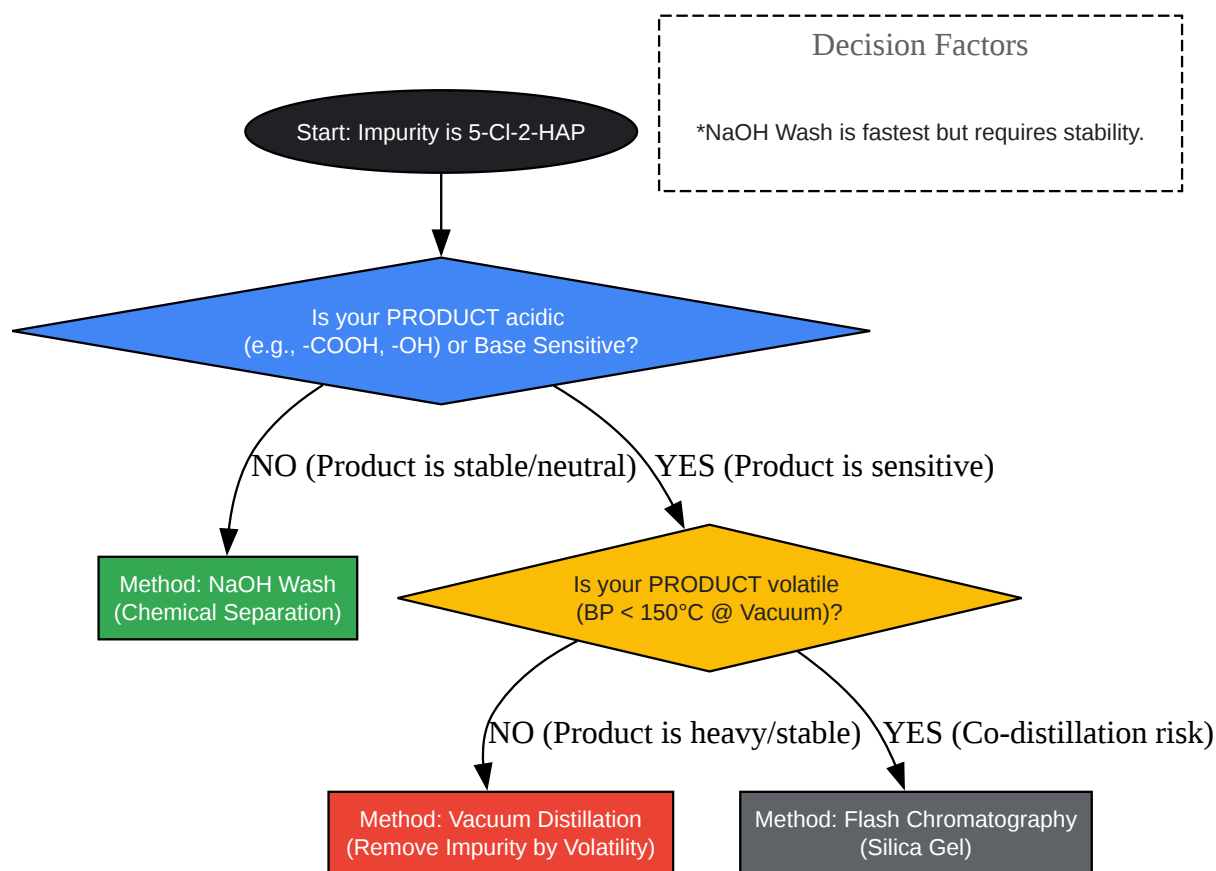 Decision Factors
*NaOH Wash is fastest but requires stability.
Start: Impurity is 5-Cl-2-HAP
Is your PRODUCT acidic
(e.g., -COOH, -OH) or Base Sensitive?
NO (Product is stable/neutral)
YES (Product is sensitive)
Method: NaOH Wash
(Chemical Separation)
Is your PRODUCT volatile
(BP < 150°C @ Vacuum)?
NO (Product is heavy/stable)
YES (Co-distillation risk)
Method: Vacuum Distillation
(Remove Impurity by Volatility)
Method: Flash Chromatography
(Silica Gel)